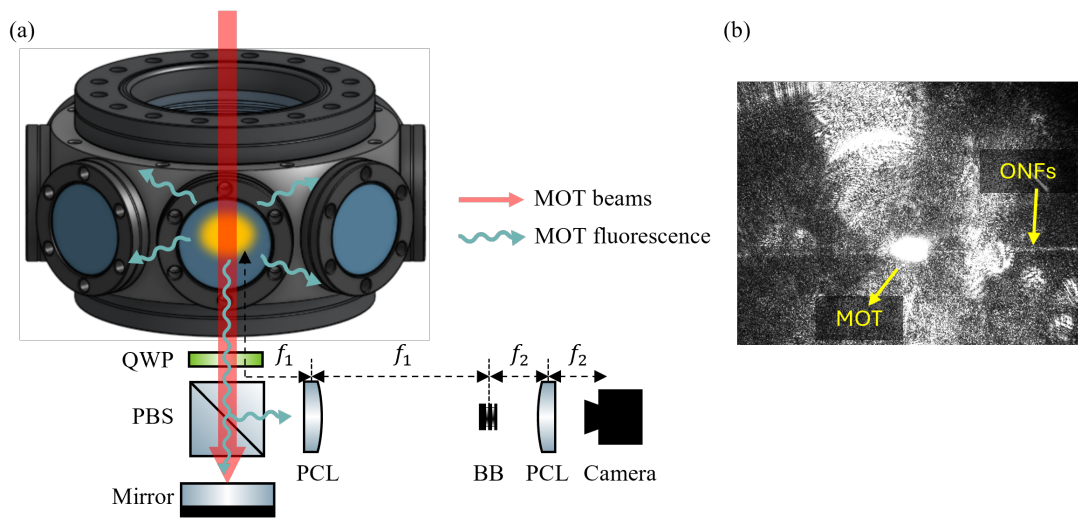 (a)
(b)
MOT beams
MOT fluorescence
ONFs
MOT
QWP
f₁
f₁
f₂
f₂
PBS
PCL
BB
PCL
Camera
Mirror